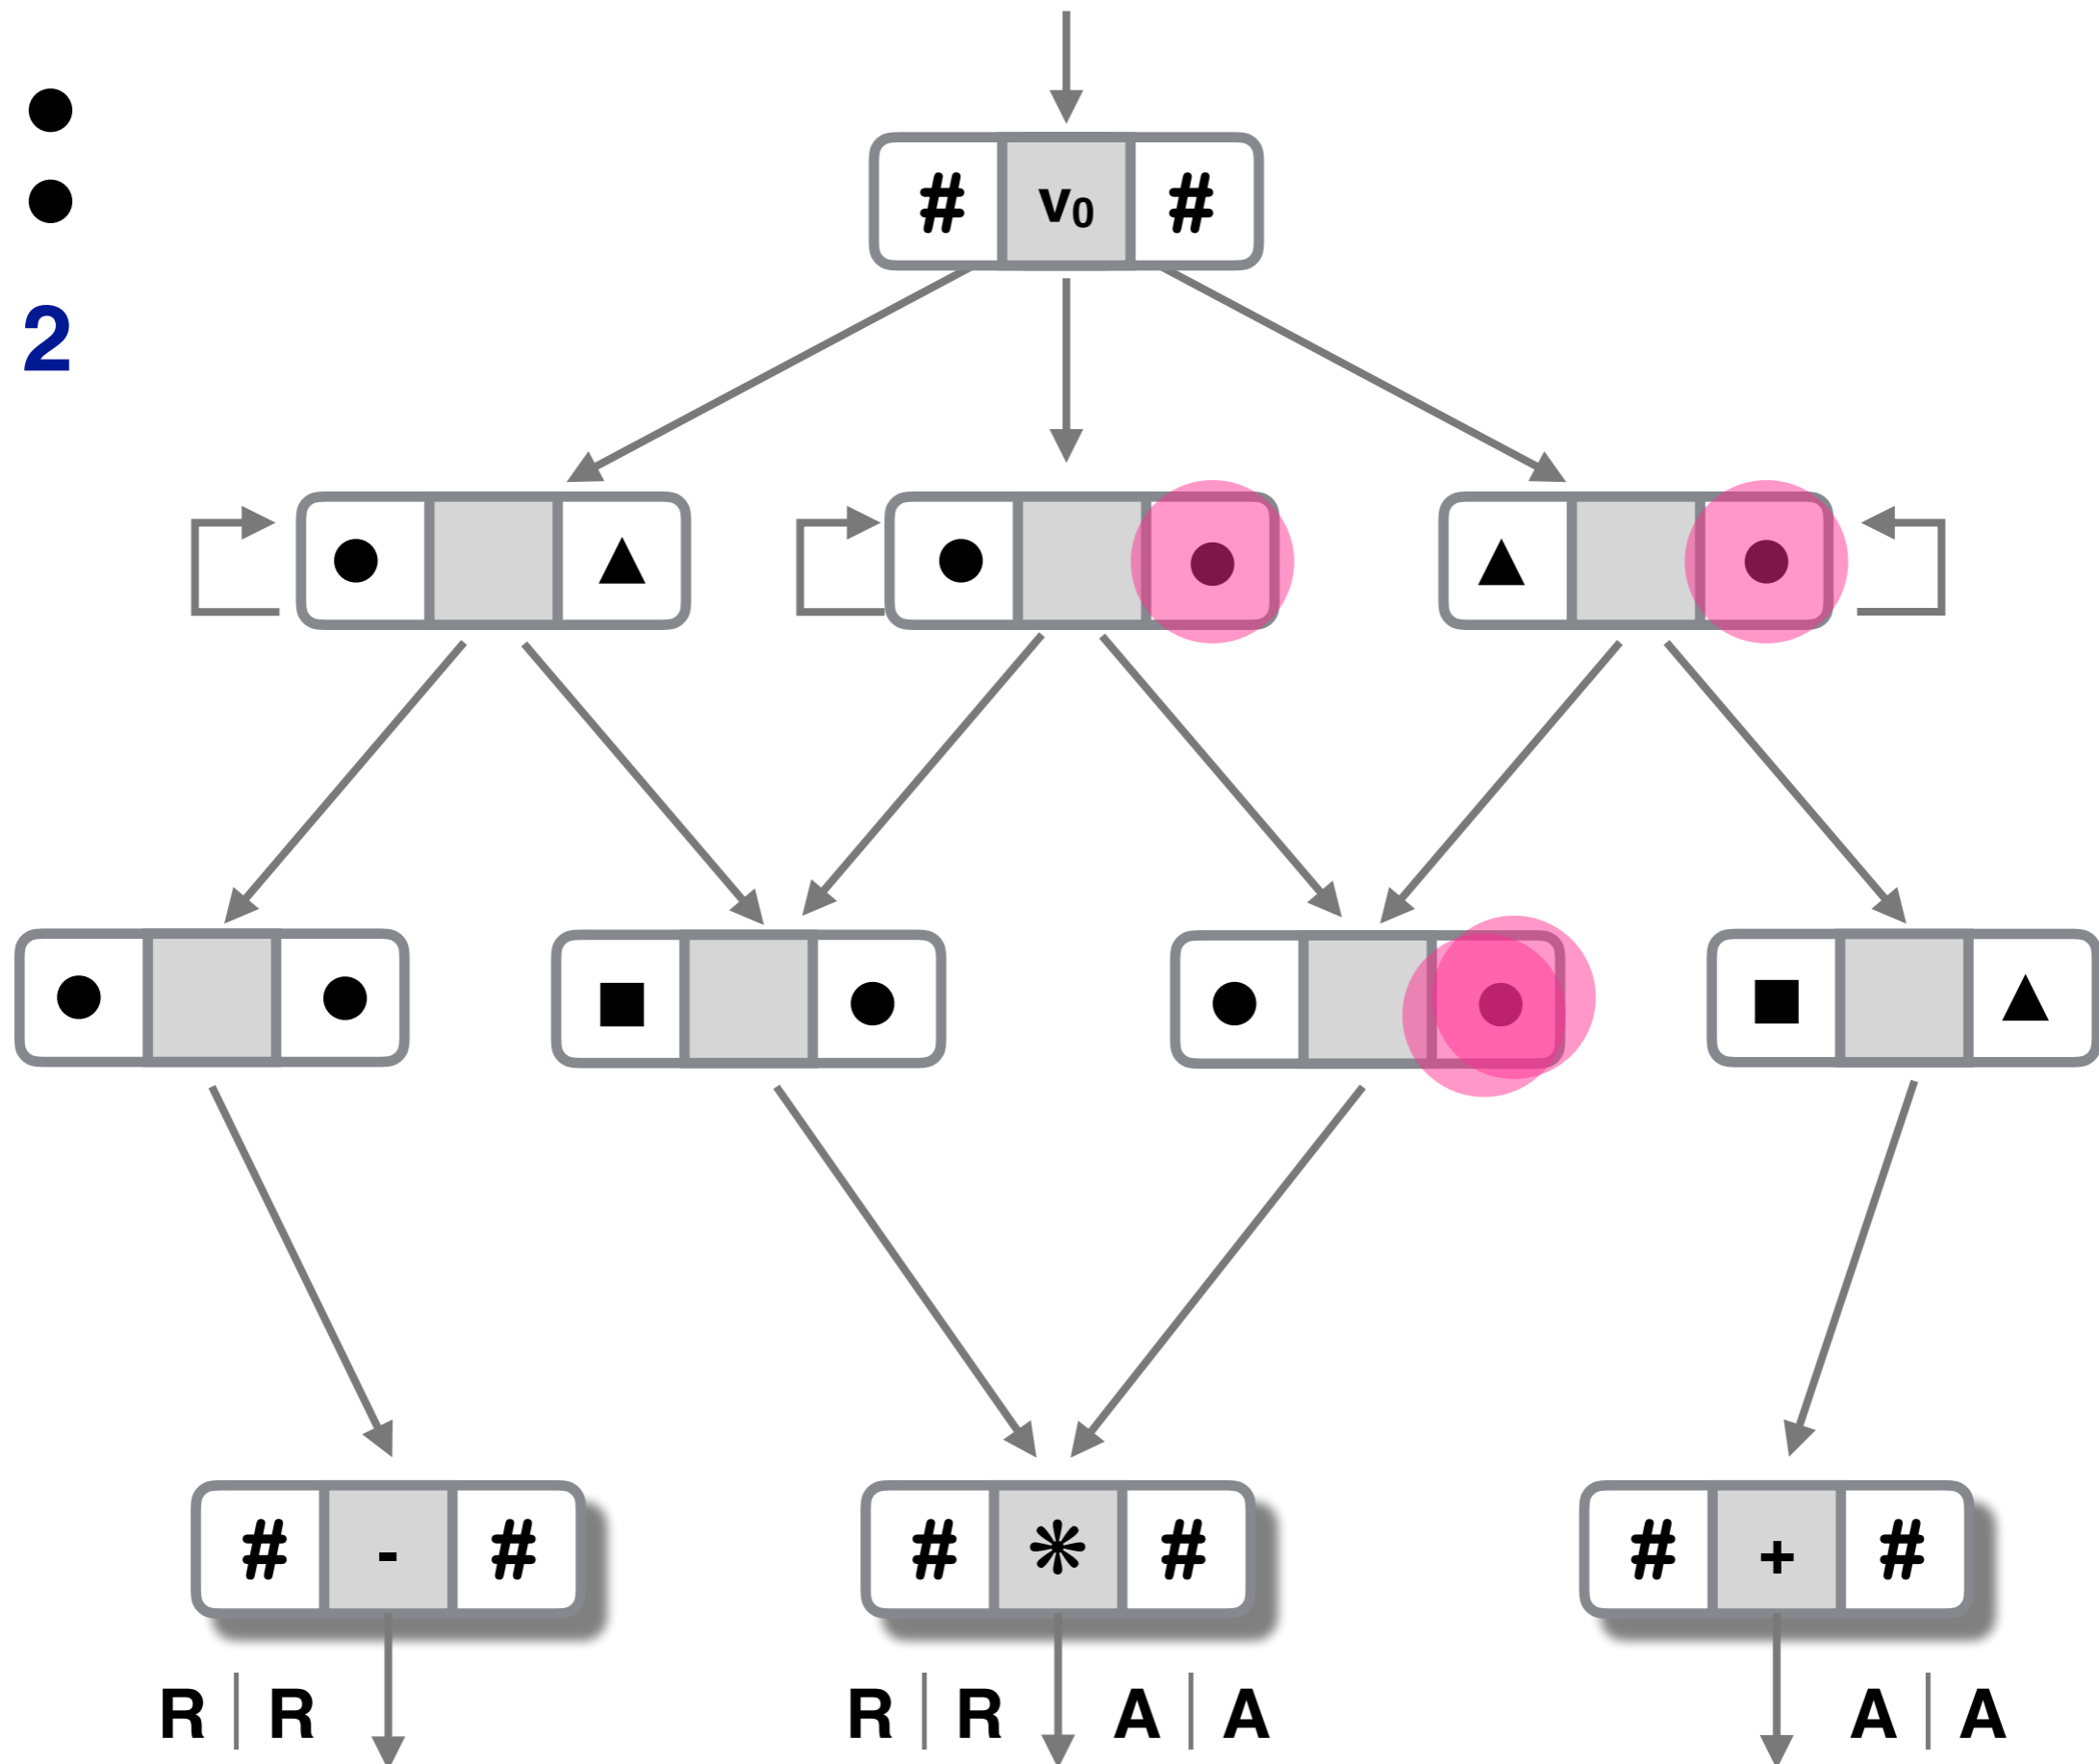 # v₀ #
2
# - #
# ❋ #
# + #
R | R
R | R A | A
A | A